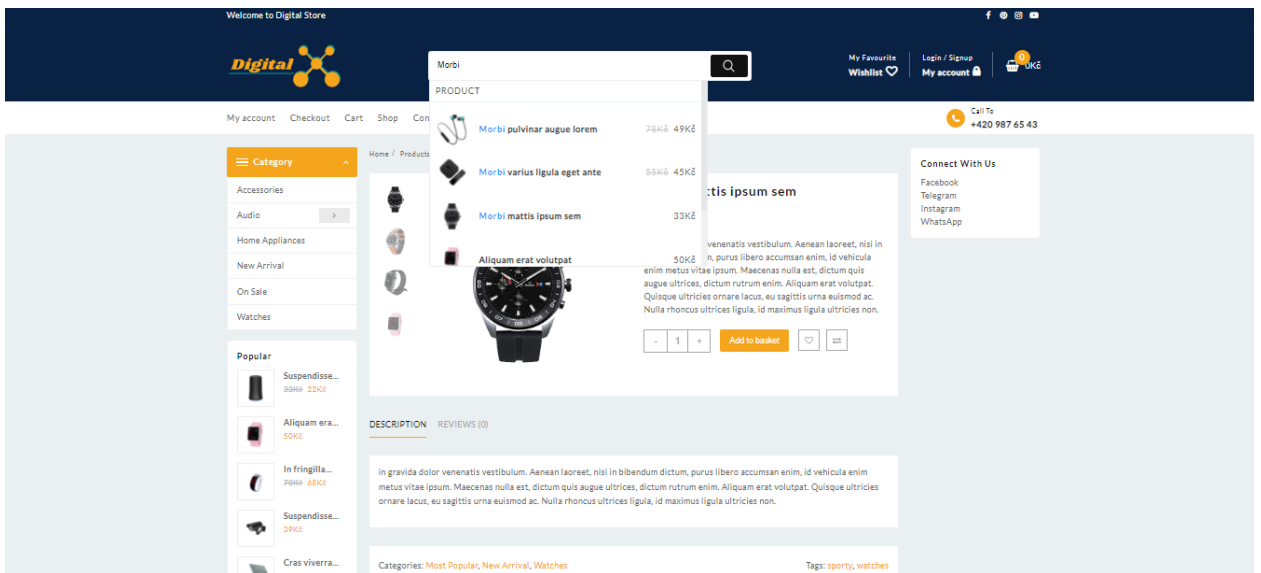 Welcome to Digital Store
Digital
Morbi
My Favourite
Wishlist
Login / Signup
My account
0
0Kč
PRODUCT
Morbi pulvinar augue lorem 78Kč 49Kč
Morbi varius ligula eget ante 55Kč 45Kč
Morbi mattis ipsum sem 33Kč
Aliquam erat volutpat 50Kč
My account Checkout Cart Shop Con
Call To
+420 987 65 43
Category
Accessories
Audio
Home Appliances
New Arrival
On Sale
Watches
Home / Products
ttis ipsum sem
venenatis vestibulum. Aenean laoreet, nisi in
n, purus libero accumsan enim, id vehicula
enim metus vitae ipsum. Maecenas nulla est, dictum quis
augue ultrices, dictum rutrum enim. Aliquam erat volutpat.
Quisque ultricies ornare lacus, eu sagittis urna euismod ac.
Nulla rhoncus ultrices ligula, id maximus ligula ultricies non.
- 1 + Add to basket
Connect With Us
Facebook
Telegram
Instagram
WhatsApp
Popular
Suspendisse...
33Kč 22Kč
Aliquam era...
50Kč
In fringilla...
78Kč 65Kč
Suspendisse...
29Kč
Cras viverra...
DESCRIPTION REVIEWS (0)
in gravida dolor venenatis vestibulum. Aenean laoreet, nisi in bibendum dictum, purus libero accumsan enim, id vehicula enim
metus vitae ipsum. Maecenas nulla est, dictum quis augue ultrices, dictum rutrum enim. Aliquam erat volutpat. Quisque ultricies
ornare lacus, eu sagittis urna euismod ac. Nulla rhoncus ultrices ligula, id maximus ligula ultricies non.
Categories: Most Popular, New Arrival, Watches
Tags: sporty, watches